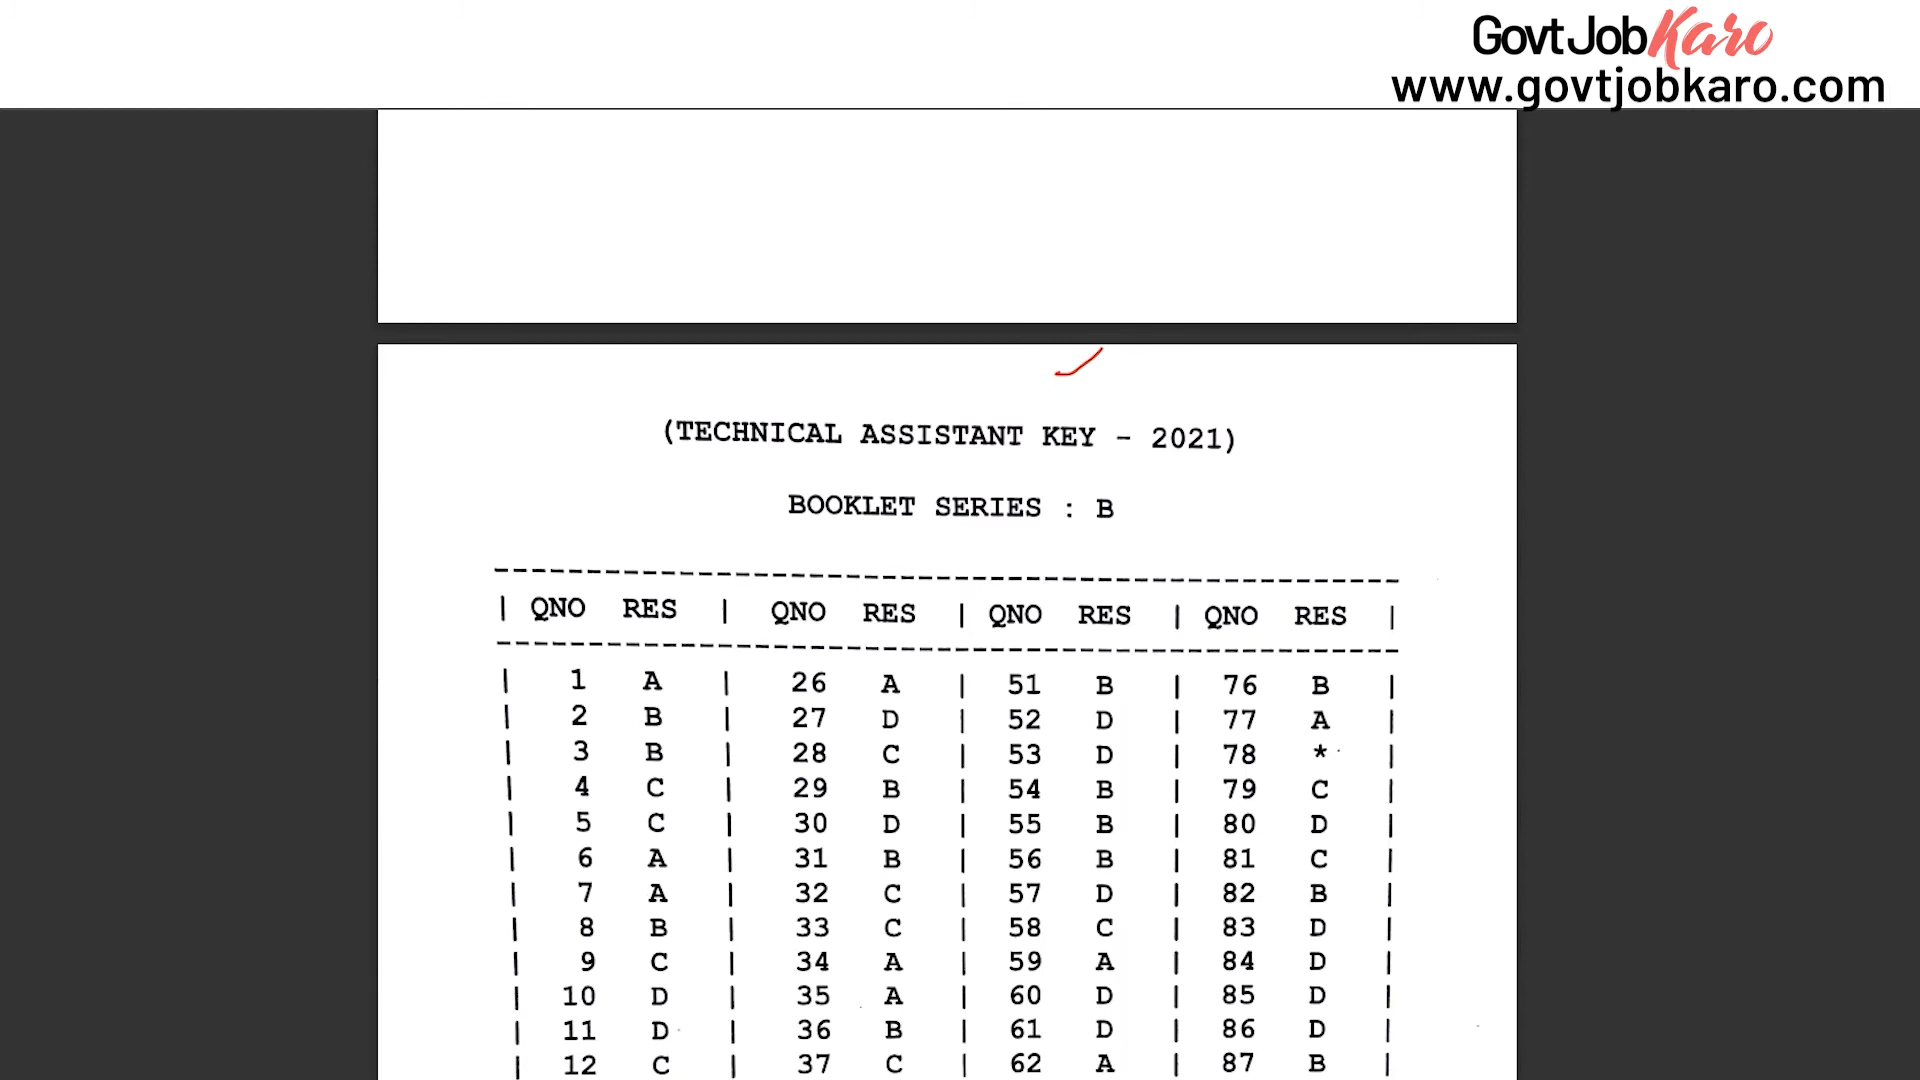 GovtJobKaro
www.govtjobkaro.com
(TECHNICAL ASSISTANT KEY - 2021)
BOOKLET SERIES : B
| QNO RES | QNO RES | QNO RES | QNO RES |
| 1 A | 26 A | 51 B | 76 B |
| 2 B | 27 D | 52 D | 77 A |
| 3 B | 28 C | 53 D | 78 * |
| 4 C | 29 B | 54 B | 79 C |
| 5 C | 30 D | 55 B | 80 D |
| 6 A | 31 B | 56 B | 81 C |
| 7 A | 32 C | 57 D | 82 B |
| 8 B | 33 C | 58 C | 83 D |
| 9 C | 34 A | 59 A | 84 D |
| 10 D | 35 A | 60 D | 85 D |
| 11 D | 36 B | 61 D | 86 D |
| 12 C | 37 C | 62 A | 87 B |